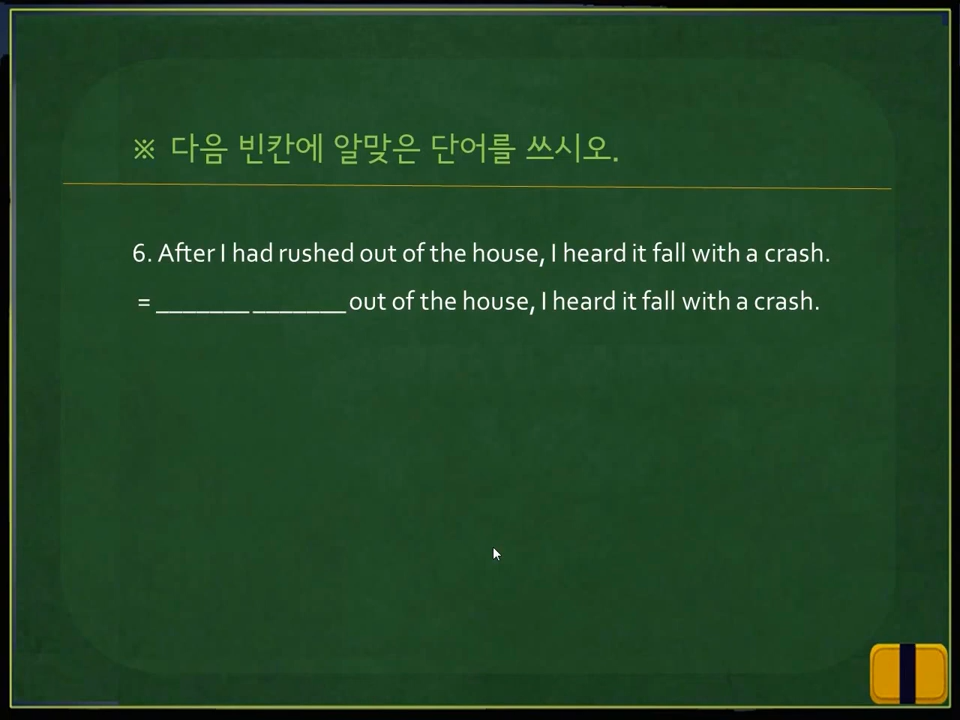 ※ 다음 빈칸에 알맞은 단어를 쓰시오.
6. After I had rushed out of the house, I heard it fall with a crash.
= _______ _______ out of the house, I heard it fall with a crash.